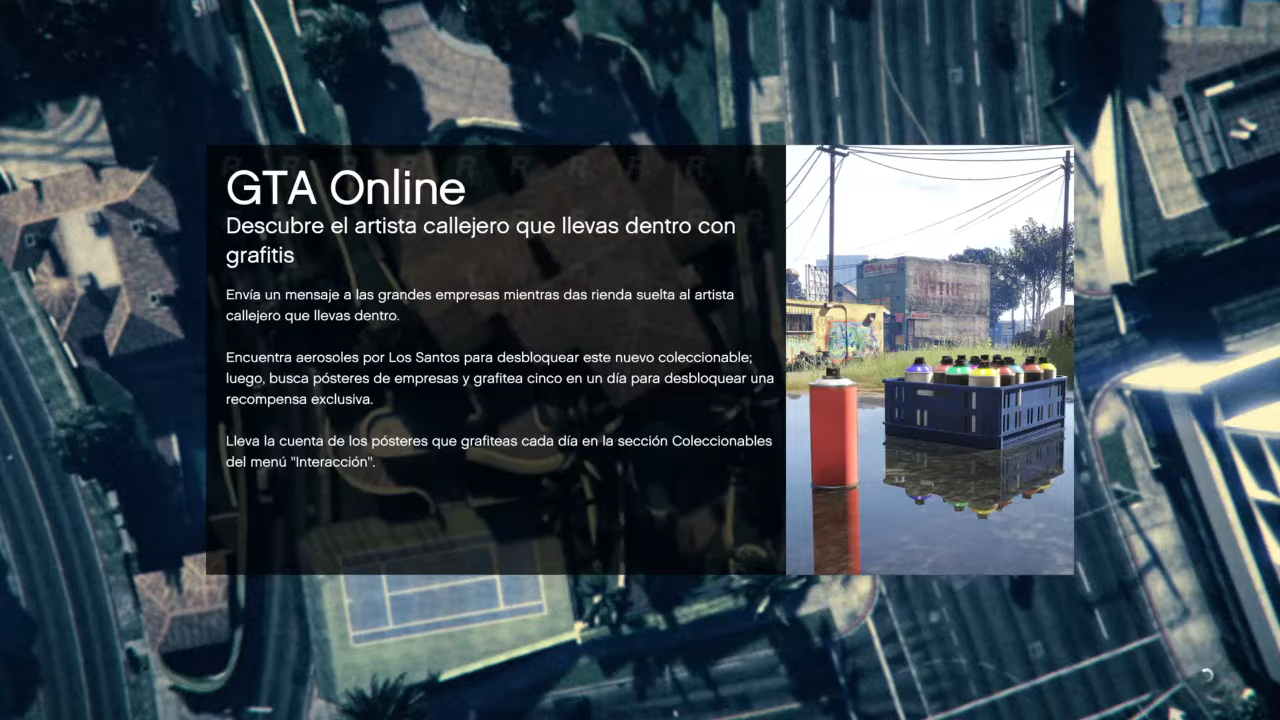 GTA Online
Descubre el artista callejero que llevas dentro con
grafitis
Envía un mensaje a las grandes empresas mientras das rienda suelta al artista
callejero que llevas dentro.
Encuentra aerosoles por Los Santos para desbloquear este nuevo coleccionable;
luego, busca pósteres de empresas y grafitea cinco en un día para desbloquear una
recompensa exclusiva.
Lleva la cuenta de los pósteres que grafiteas cada día en la sección Coleccionables
del menú "Interacción".